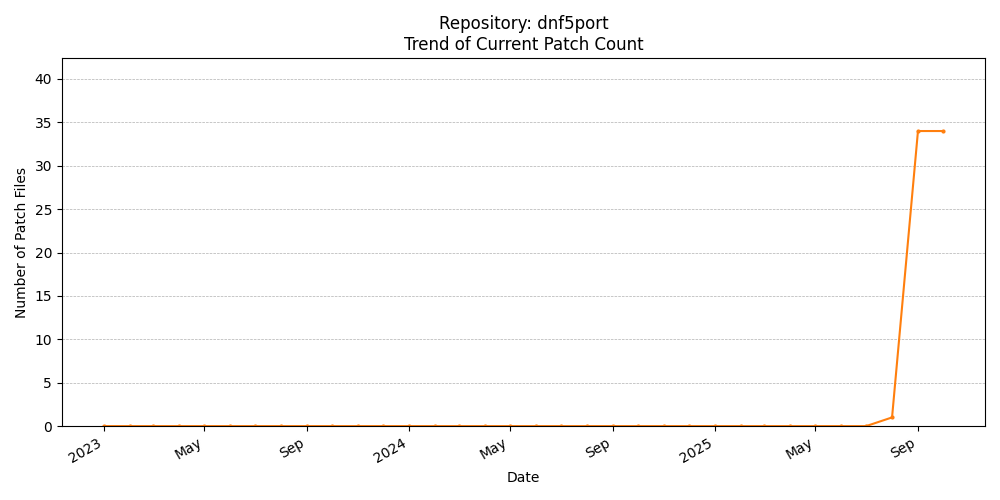 Repository: dnf5port
Trend of Current Patch Count
40
35
30
25
20
15
10
5
0
Number of Patch Files
2023
May
Sep
2024
May
Sep
2025
May
Sep
Date